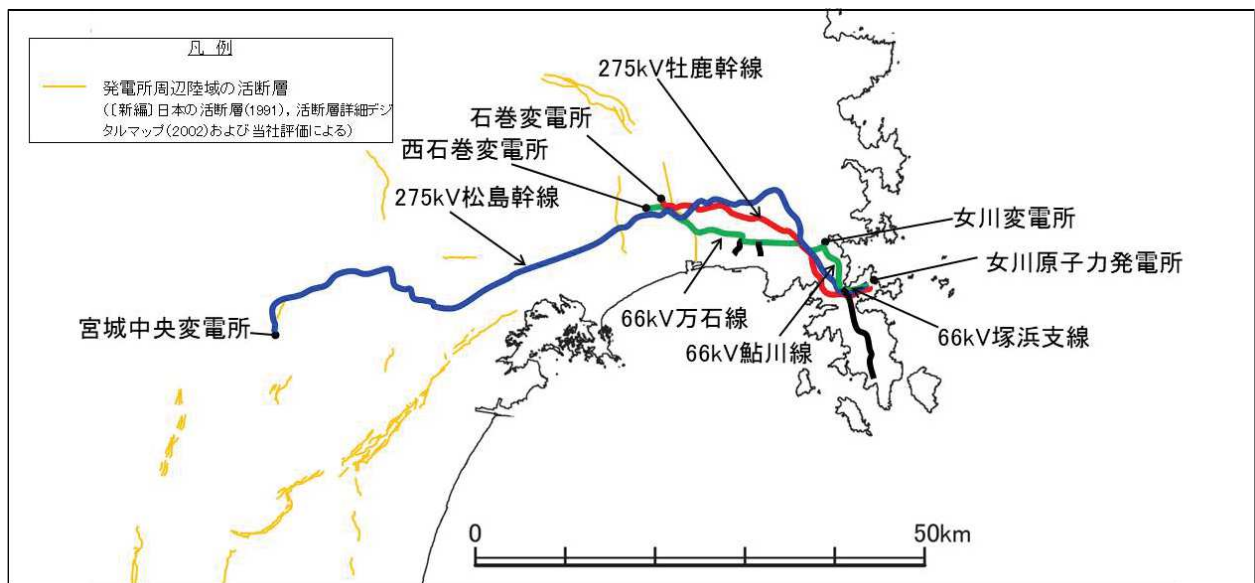 凡 例
発電所周辺陸域の活断層
(〔新編〕日本の活断層(1991)，活断層詳細デジ
タルマップ(2002)および当社評価による)
275kV牡鹿幹線
石巻変電所
西石巻変電所
275kV松島幹線
女川変電所
女川原子力発電所
宮城中央変電所
66kV万石線
66kV鮎川線
66kV塚浜支線
0
50km